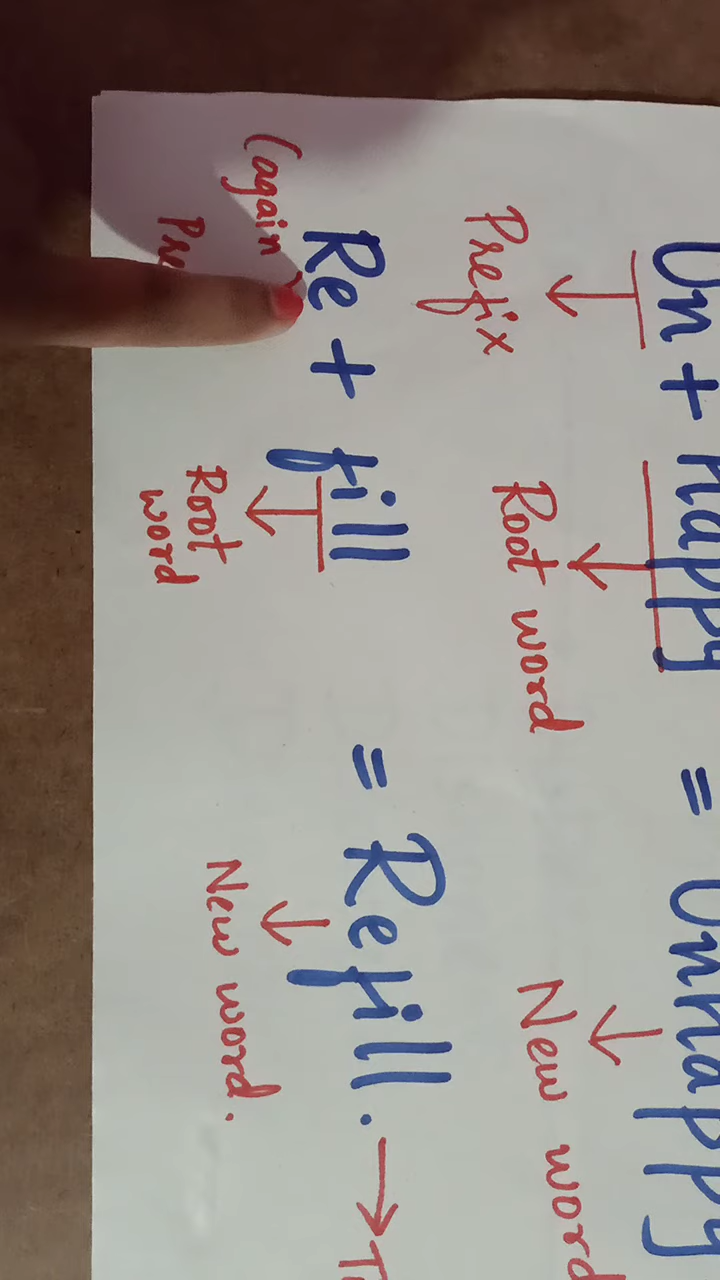 Un + happy = Unhappy
Prefix Root word New word
Re + fill = Refill. →
(again) Root word New word.